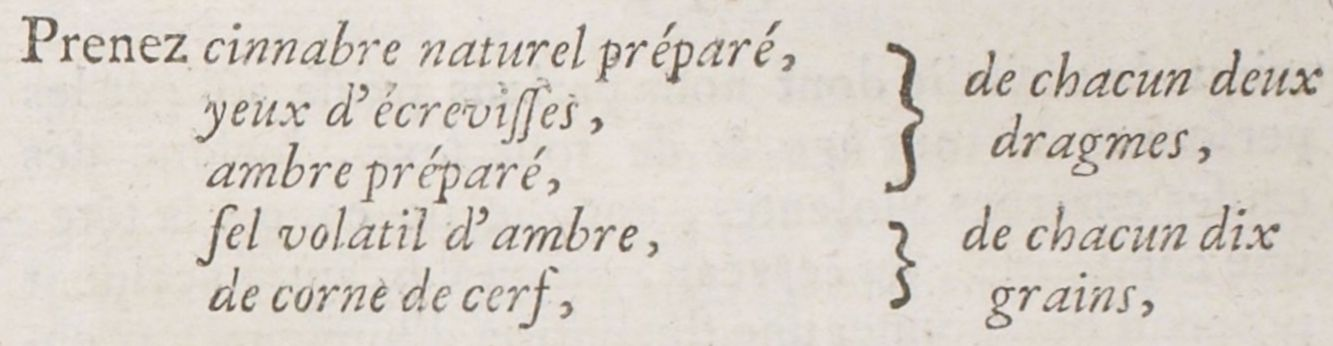 Prenez cinnabre naturel préparé,
yeux d'écreviſſes,
ambre préparé,
de chacun deux
dragmes,
ſel volatil d'ambre,
de corne de cerf,
de chacun dix
grains,